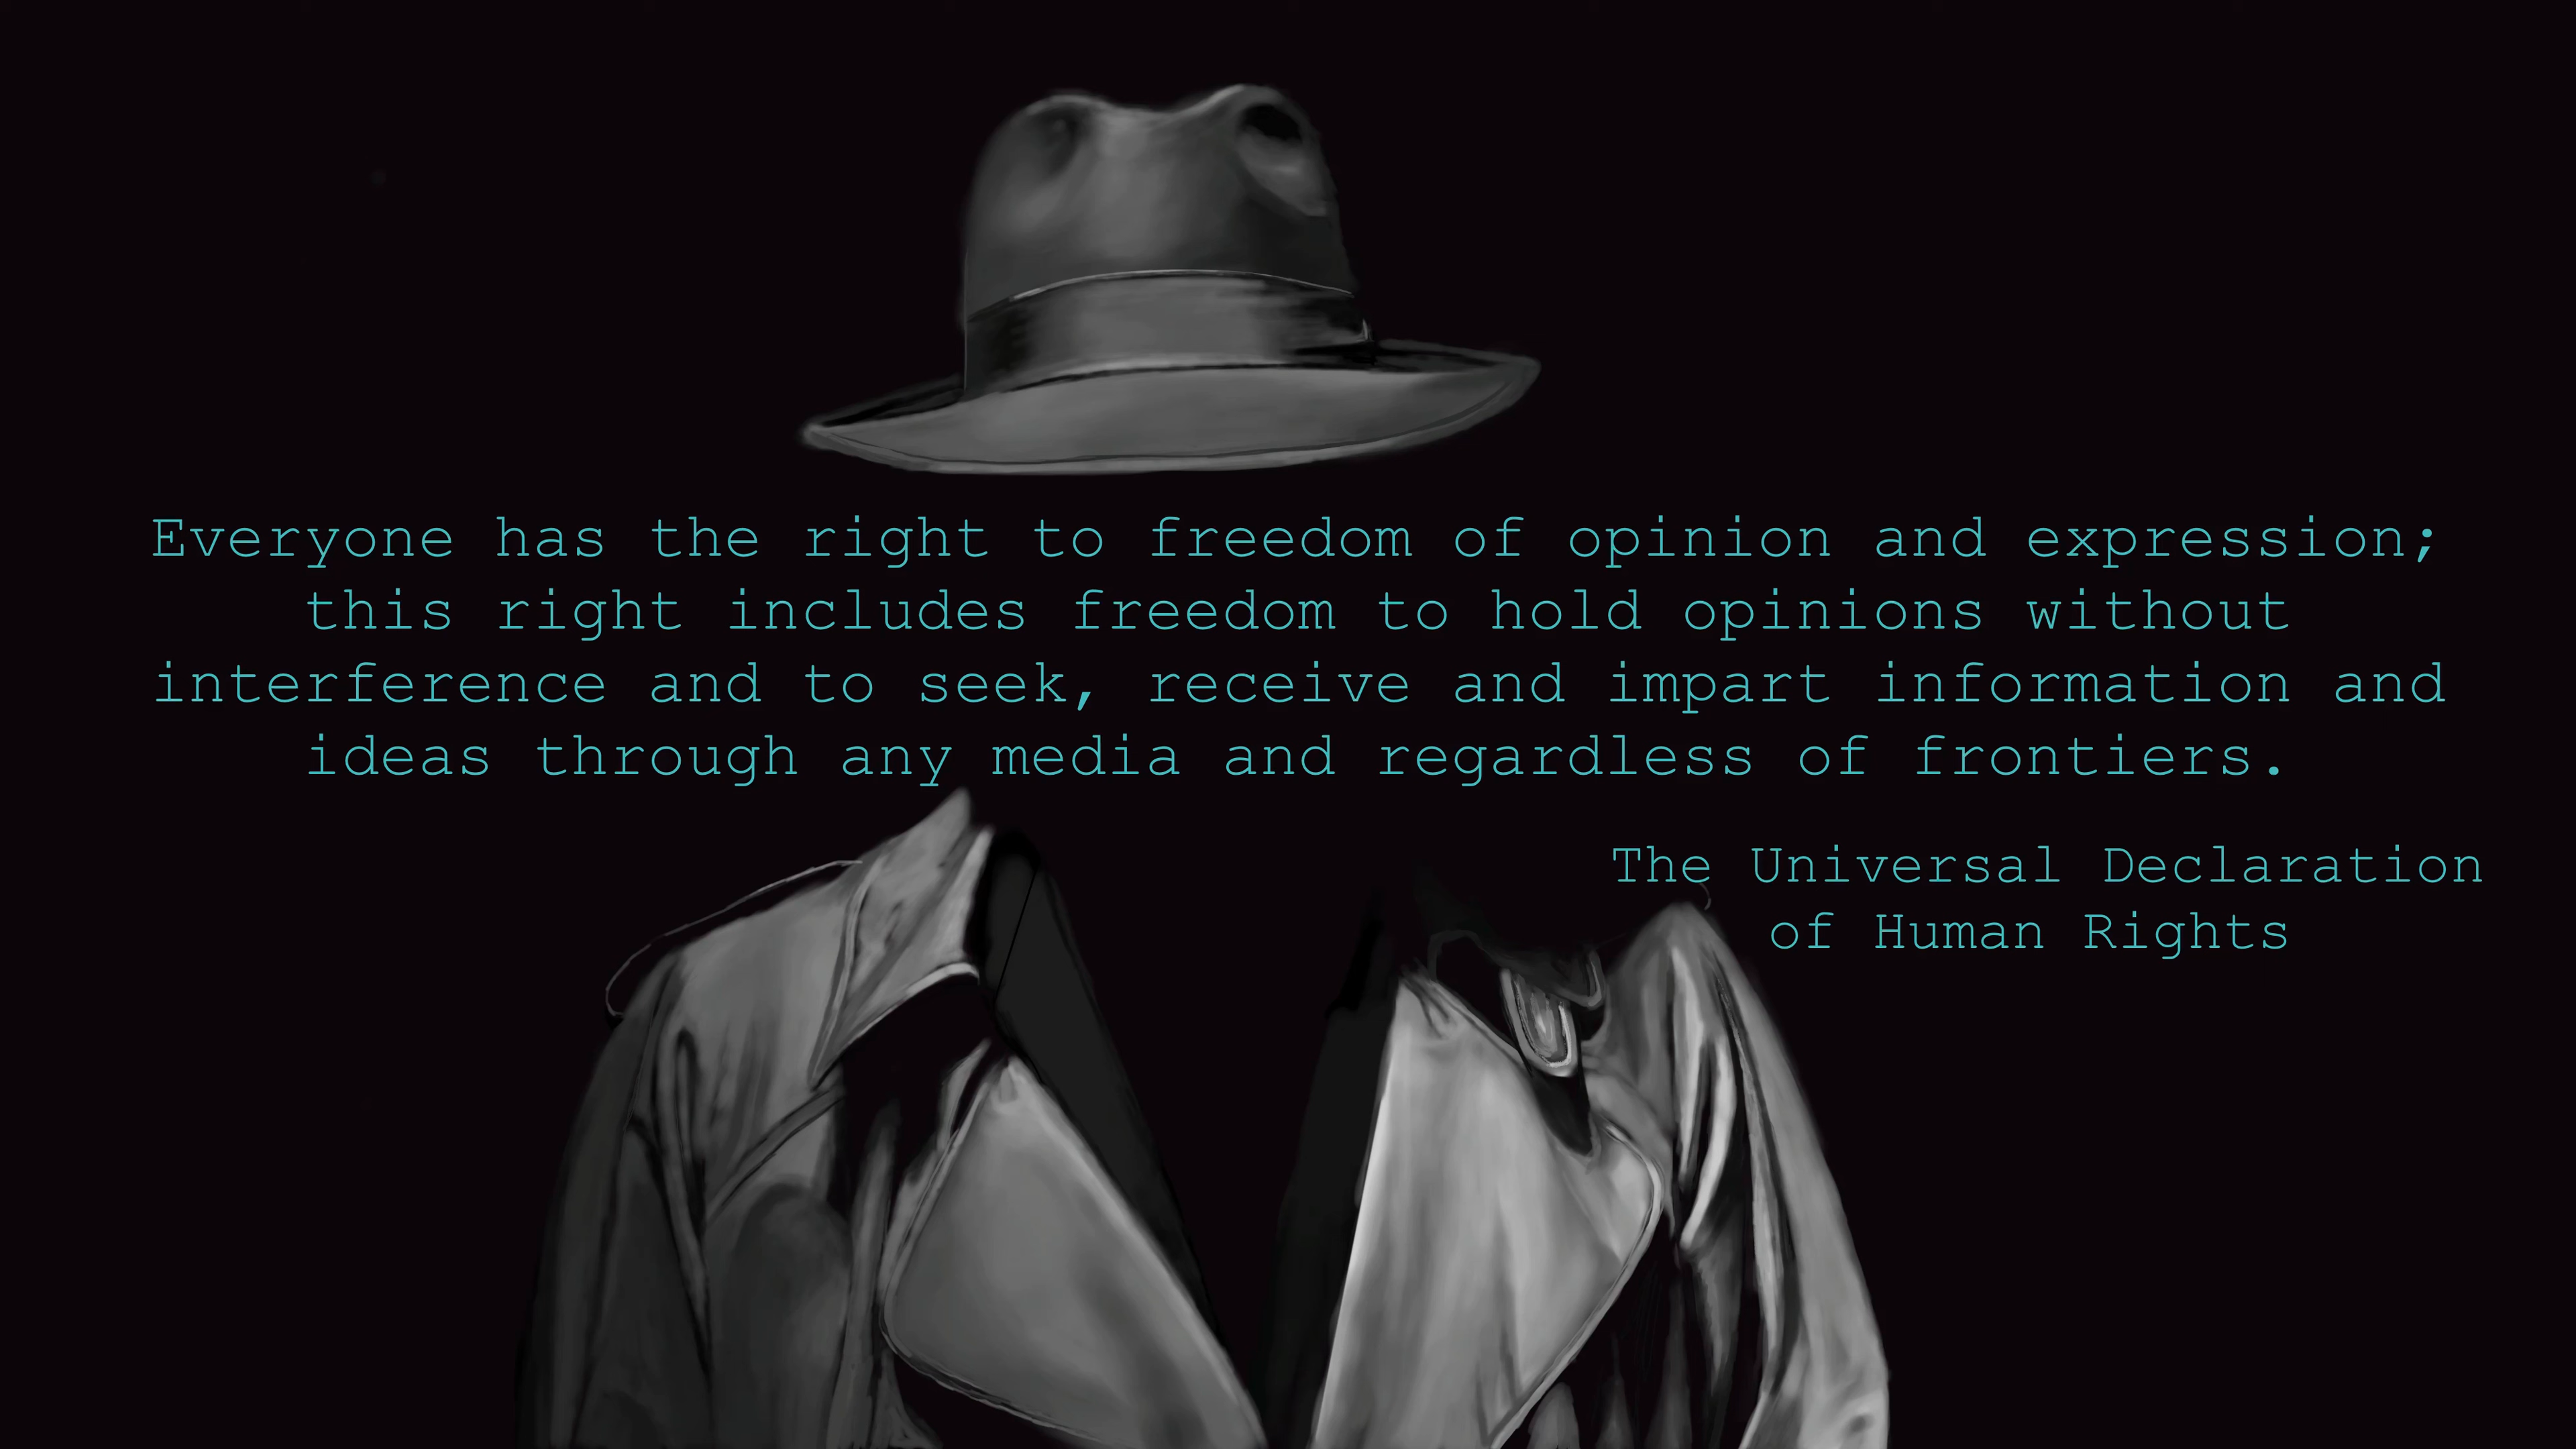 Everyone has the right to freedom of opinion and expression;
this right includes freedom to hold opinions without
interference and to seek, receive and impart information and
ideas through any media and regardless of frontiers.
The Universal Declaration
of Human Rights